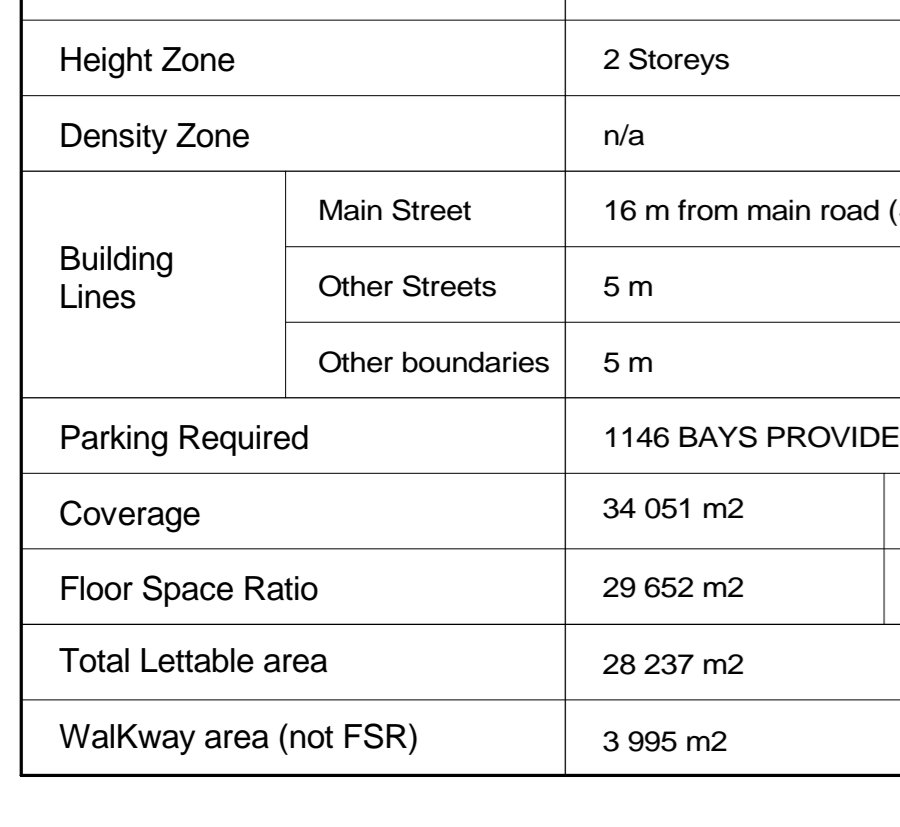 Height Zone 2 Storeys
Density Zone n/a
Main Street 16 m from main road (
Building
Lines
Other Streets 5 m
Other boundaries 5 m
Parking Required 1146 BAYS PROVIDE
Coverage 34 051 m2
Floor Space Ratio 29 652 m2
Total Lettable area 28 237 m2
WalKway area (not FSR) 3 995 m2